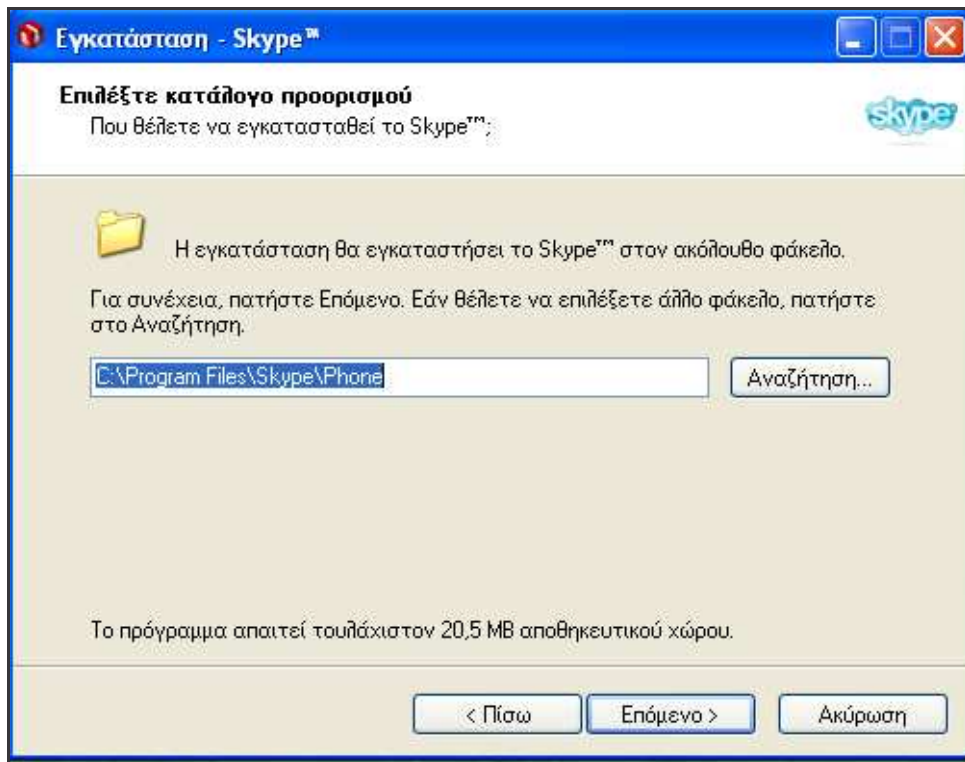 Εγκατάσταση - Skype™
Επιλέξτε κατάλογο προορισμού
Που θέλετε να εγκατασταθεί το Skype™;
skype
Η εγκατάσταση θα εγκαταστήσει το Skype™ στον ακόλουθο φάκελο.
Για συνέχεια, πατήστε Επόμενο. Εάν θέλετε να επιλέξετε άλλο φάκελο, πατήστε
στο Αναζήτηση.
C:\Program Files\Skype\Phone
Αναζήτηση...
Το πρόγραμμα απαιτεί τουλάχιστον 20,5 MB αποθηκευτικού χώρου.
< Πίσω
Επόμενο >
Ακύρωση